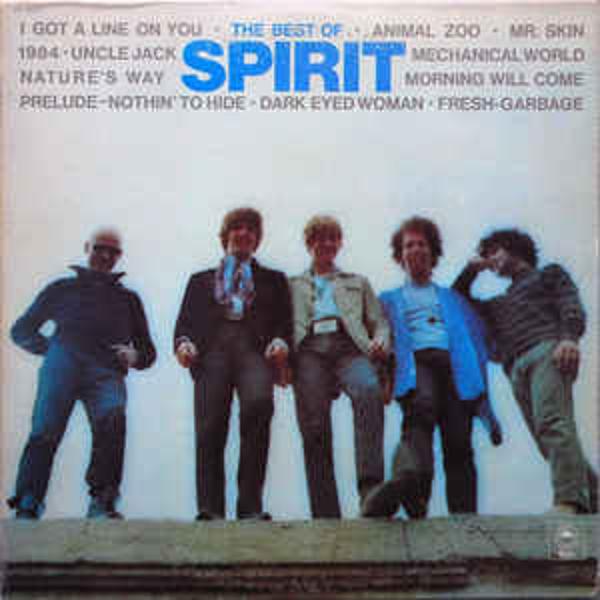 I GOT A LINE ON YOU • THE BEST OF • ANIMAL ZOO • MR. SKIN
1984 • UNCLE JACK SPIRIT MECHANICAL WORLD
NATURE'S WAY MORNING WILL COME
PRELUDE-NOTHIN' TO HIDE • DARK EYED WOMAN • FRESH-GARBAGE